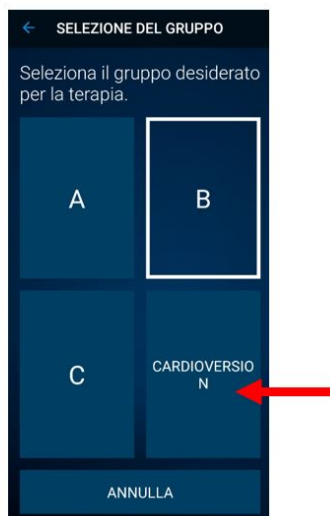 SELEZIONE DEL GRUPPO
Seleziona il gruppo desiderato
per la terapia.
A
B
C
CARDIOVERSIO
N
ANNULLA